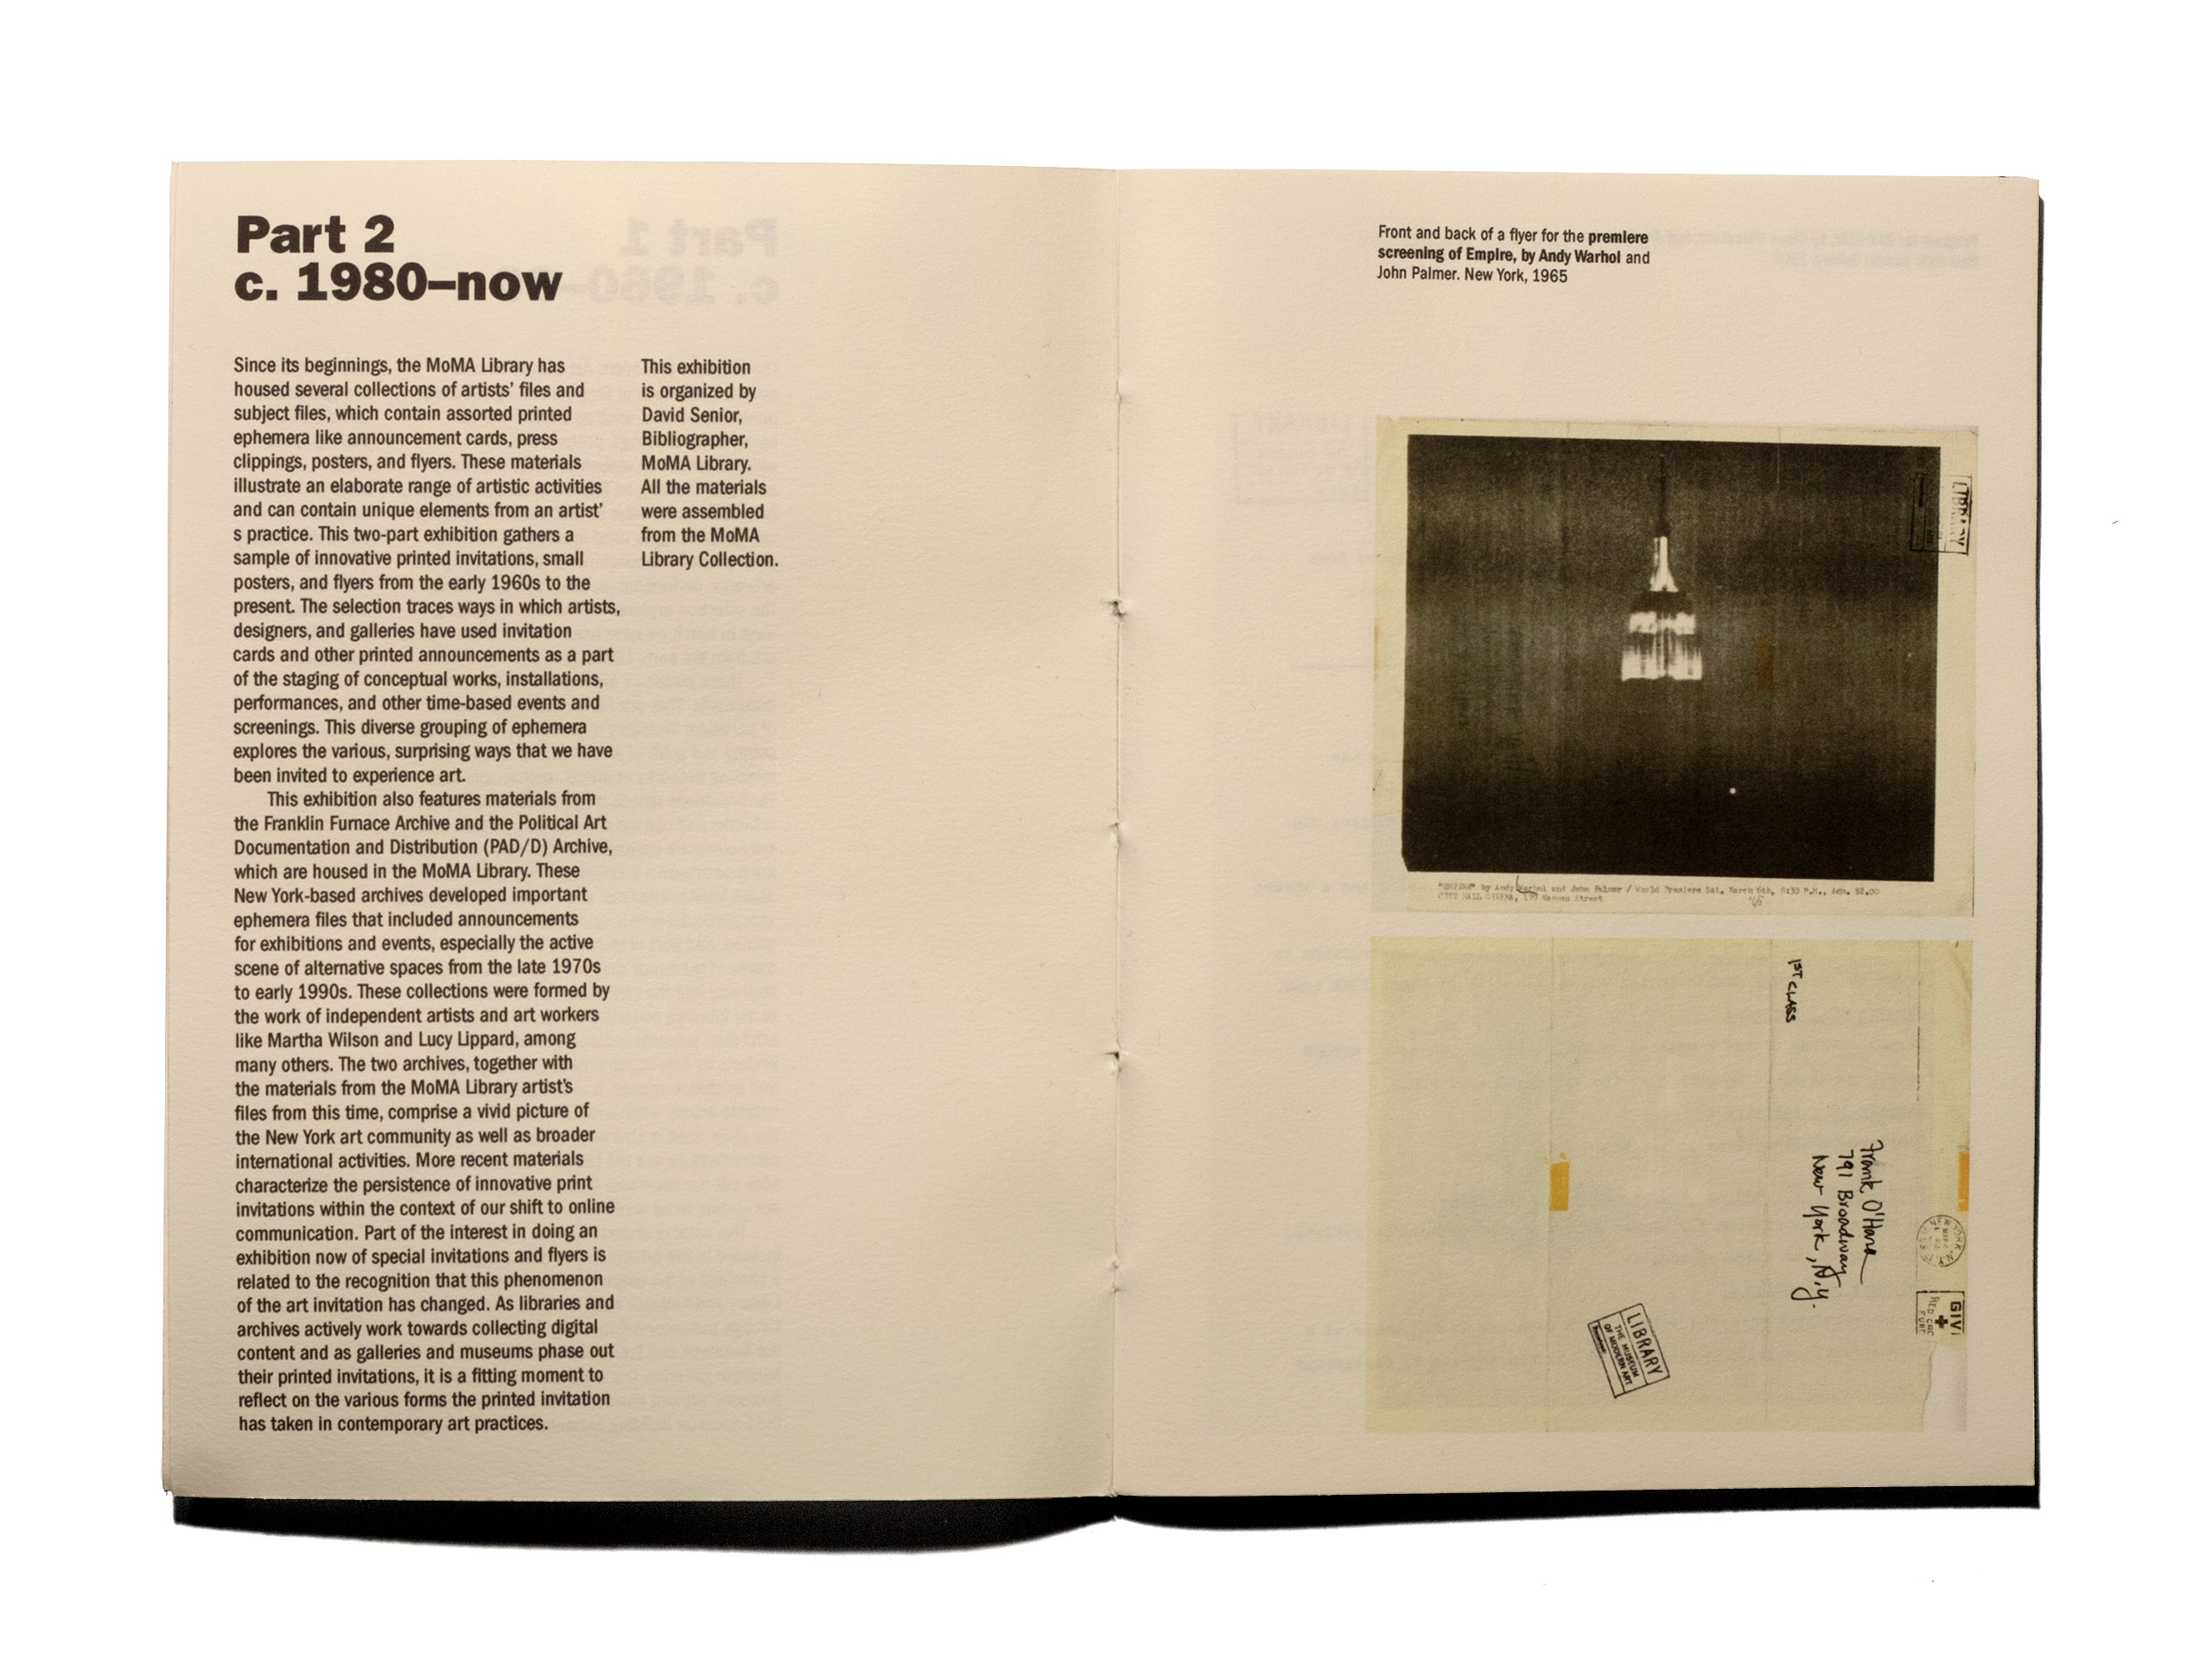 Part 2
c. 1980–now
Since its beginnings, the MoMA Library has
housed several collections of artists' files and
subject files, which contain assorted printed
ephemera like announcement cards, press
clippings, posters, and flyers. These materials
illustrate an elaborate range of artistic activities
and can contain unique elements from an artist'
s practice. This two-part exhibition gathers a
sample of innovative printed invitations, small
posters, and flyers from the early 1960s to the
present. The selection traces ways in which artists,
designers, and galleries have used invitation
cards and other printed announcements as a part
of the staging of conceptual works, installations,
performances, and other time-based events and
screenings. This diverse grouping of ephemera
explores the various, surprising ways that we have
been invited to experience art.
This exhibition also features materials from
the Franklin Furnace Archive and the Political Art
Documentation and Distribution (PAD/D) Archive,
which are housed in the MoMA Library. These
New York-based archives developed important
ephemera files that included announcements
for exhibitions and events, especially the active
scene of alternative spaces from the late 1970s
to early 1990s. These collections were formed by
the work of independent artists and art workers
like Martha Wilson and Lucy Lippard, among
many others. The two archives, together with
the materials from the MoMA Library artist's
files from this time, comprise a vivid picture of
the New York art community as well as broader
international activities. More recent materials
characterize the persistence of innovative print
invitations within the context of our shift to online
communication. Part of the interest in doing an
exhibition now of special invitations and flyers is
related to the recognition that this phenomenon
of the art invitation has changed. As libraries and
archives actively work towards collecting digital
content and as galleries and museums phase out
their printed invitations, it is a fitting moment to
reflect on the various forms the printed invitation
has taken in contemporary art practices.
This exhibition
is organized by
David Senior,
Bibliographer,
MoMA Library.
All the materials
were assembled
from the MoMA
Library Collection.
Front and back of a flyer for the premiere
screening of Empire, by Andy Warhol and
John Palmer. New York, 1965
LIBRARY
"EMPIRE" by Andy Warhol and John Palmer / World Premiere Sat. March 6th, 8:30 P.M., Adm. $2.00
CITY HALL CINEMA, 170 Nassau Street
1ST CLASS
Frank O'Hara
791 Broadway
New York, N.Y.
LIBRARY
THE MUSEUM
OF MODERN ART